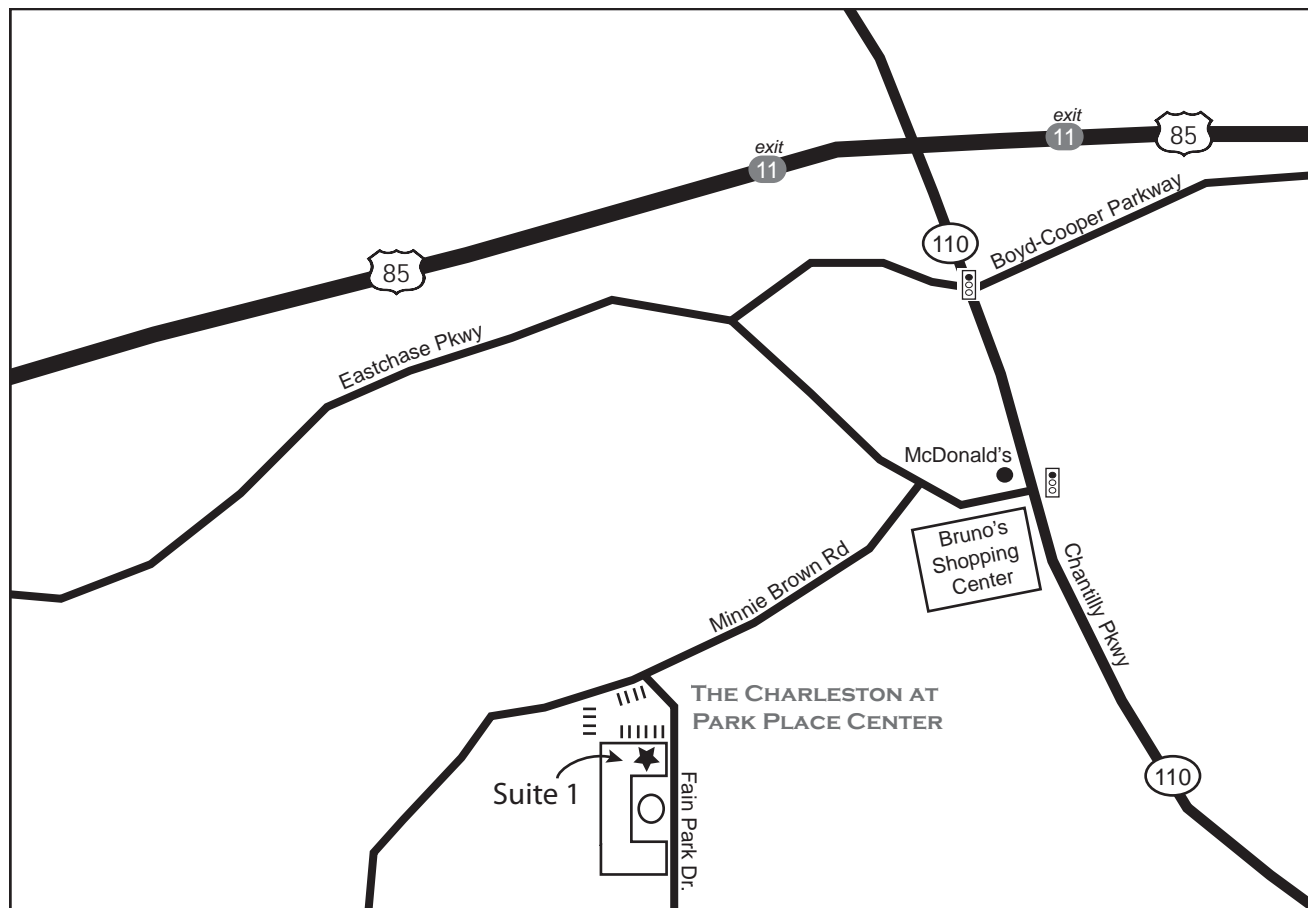 exit
11
85
exit
11
85
110
Boyd-Cooper Parkway
Eastchase Pkwy
McDonald's
Bruno's
Shopping
Center
Minnie Brown Rd
Chantilly Pkwy
The Charleston at
Park Place Center
Suite 1
Fain Park Dr.
110